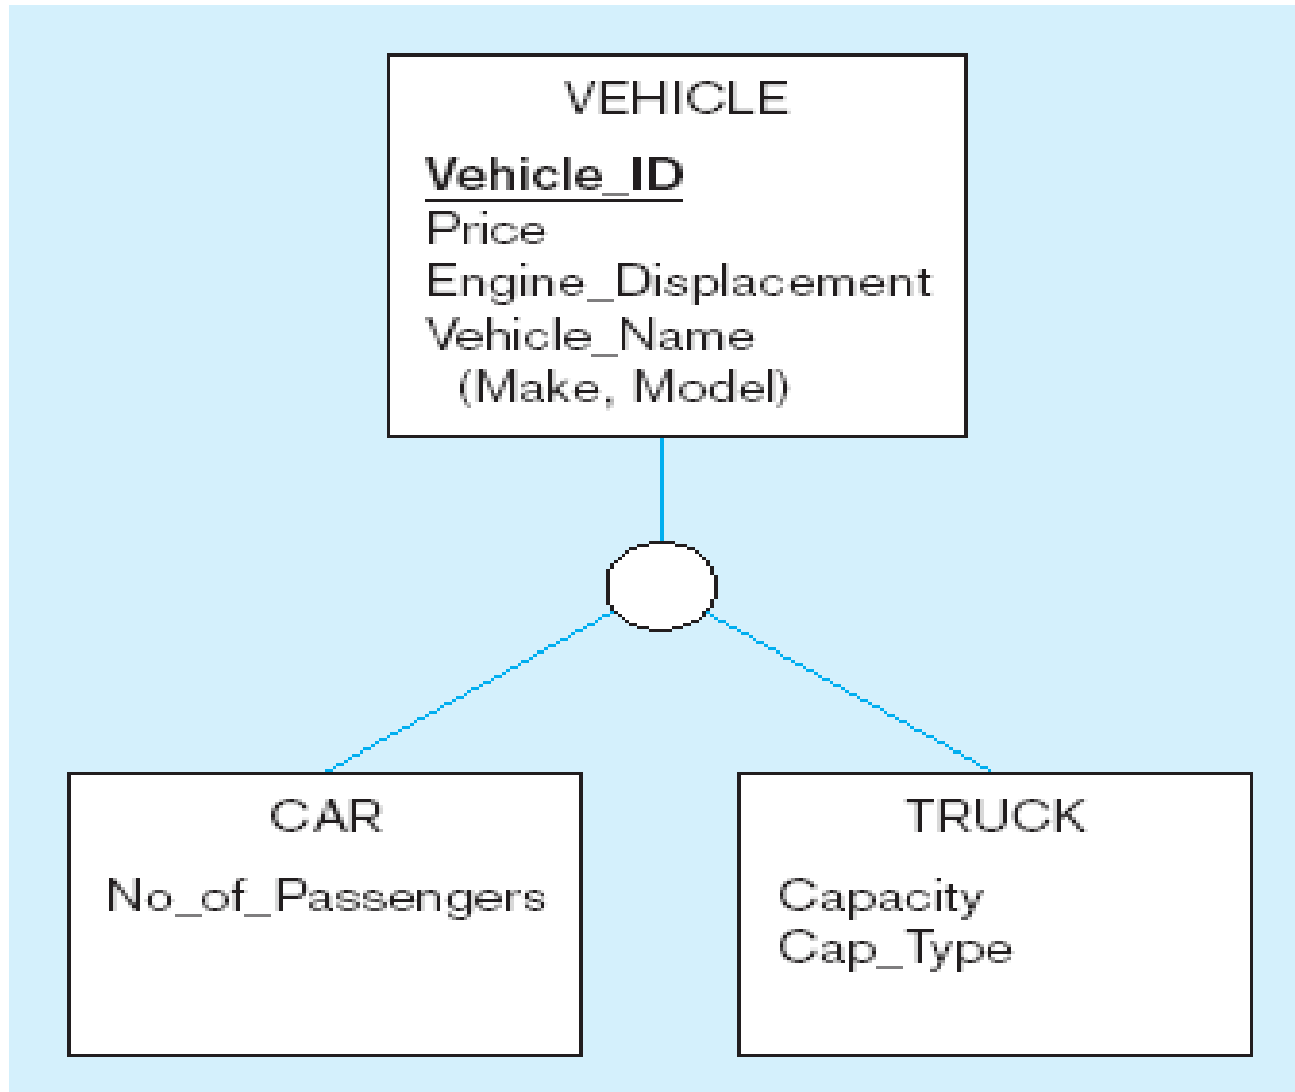 VEHICLE
Vehicle_ID
Price
Engine_Displacement
Vehicle_Name
(Make, Model)
CAR
No_of_Passengers
TRUCK
Capacity
Cap_Type